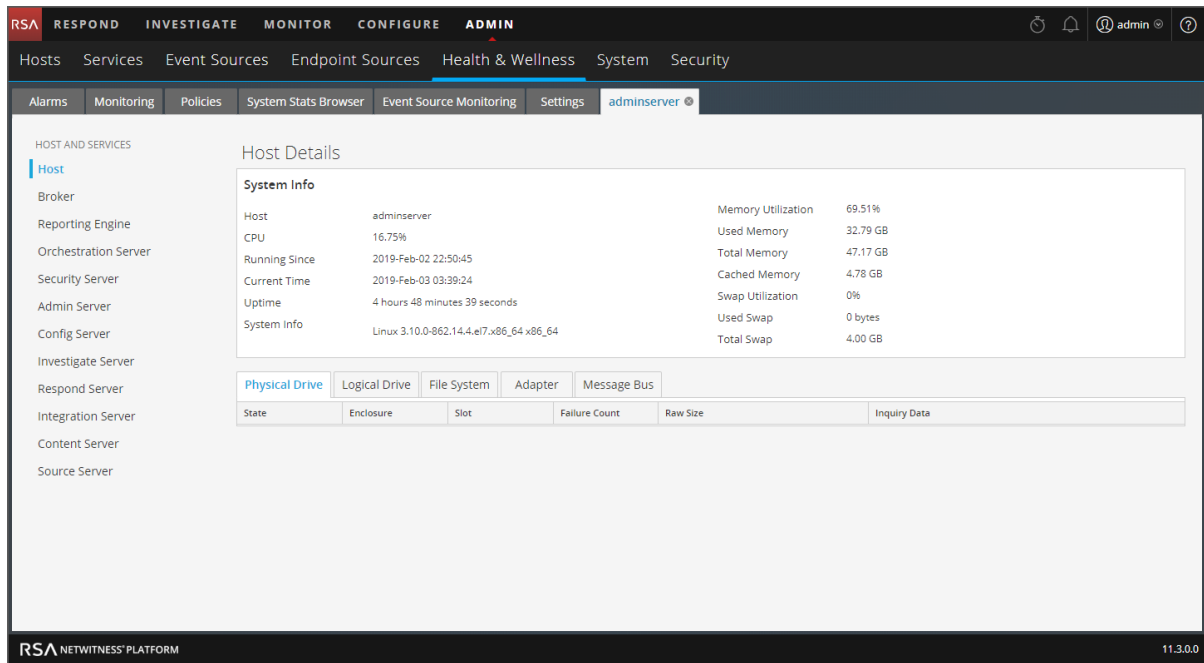 RSA RESPOND INVESTIGATE MONITOR CONFIGURE ADMIN admin ?
Hosts Services Event Sources Endpoint Sources Health & Wellness System Security
Alarms Monitoring Policies System Stats Browser Event Source Monitoring Settings adminserver
HOST AND SERVICES
Host
Broker
Reporting Engine
Orchestration Server
Security Server
Admin Server
Config Server
Investigate Server
Respond Server
Integration Server
Content Server
Source Server
Host Details
System Info
Host adminserver
CPU 16.75%
Running Since 2019-Feb-02 22:50:45
Current Time 2019-Feb-03 03:39:24
Uptime 4 hours 48 minutes 39 seconds
System Info Linux 3.10.0-862.14.4.el7.x86_64 x86_64
Memory Utilization 69.51%
Used Memory 32.79 GB
Total Memory 47.17 GB
Cached Memory 4.78 GB
Swap Utilization 0%
Used Swap 0 bytes
Total Swap 4.00 GB
Physical Drive Logical Drive File System Adapter Message Bus
State Enclosure Slot Failure Count Raw Size Inquiry Data
RSA NETWITNESS® PLATFORM 11.3.0.0